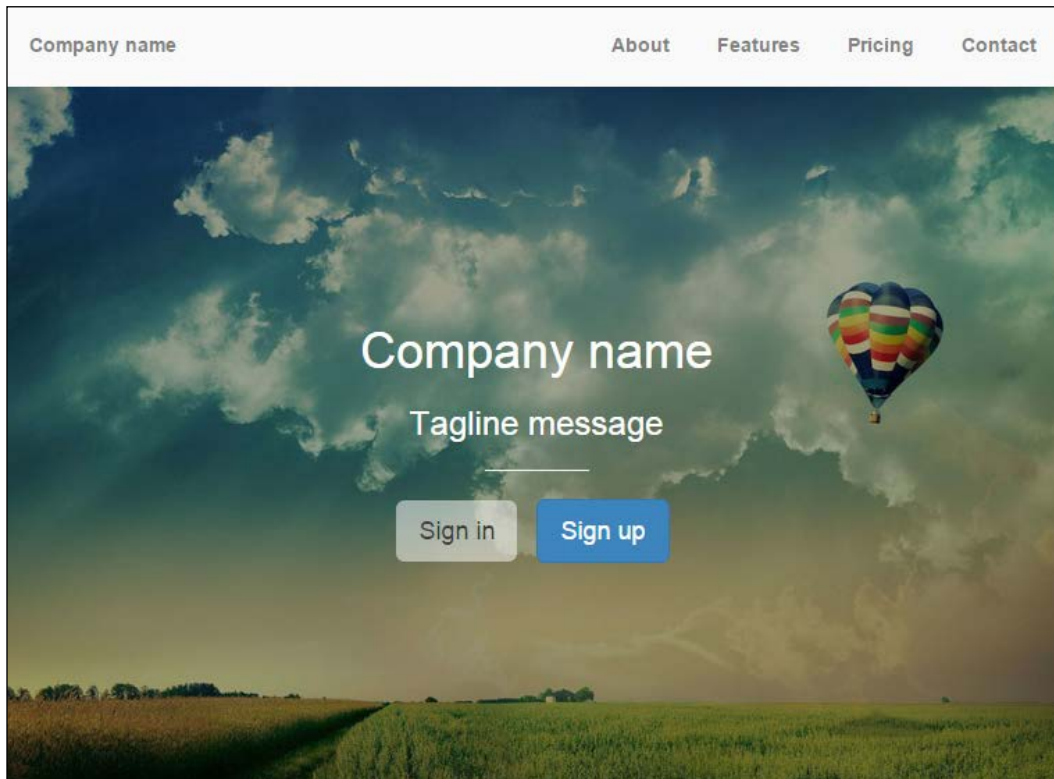 Company name About Features Pricing Contact
Company name
Tagline message
Sign in Sign up